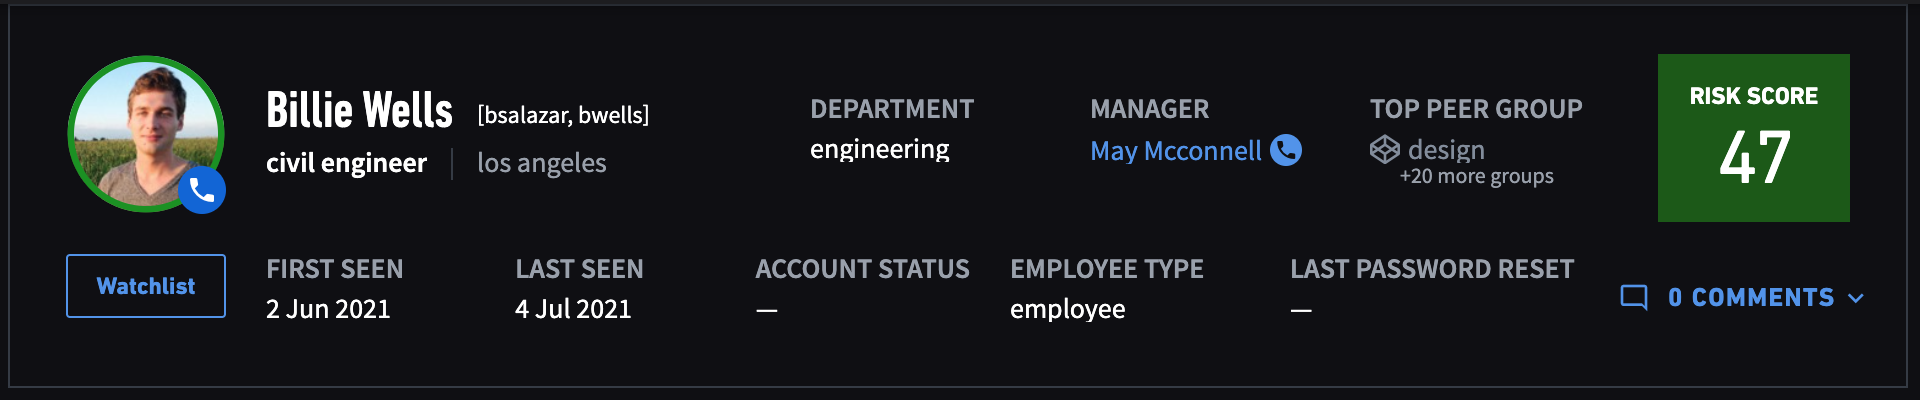 Billie Wells [bsalazar, bwells]
civil engineer los angeles
DEPARTMENT
engineering
MANAGER
May Mcconnell
TOP PEER GROUP
design
+20 more groups
RISK SCORE
47
Watchlist
FIRST SEEN
2 Jun 2021
LAST SEEN
4 Jul 2021
ACCOUNT STATUS
—
EMPLOYEE TYPE
employee
LAST PASSWORD RESET
—
0 COMMENTS